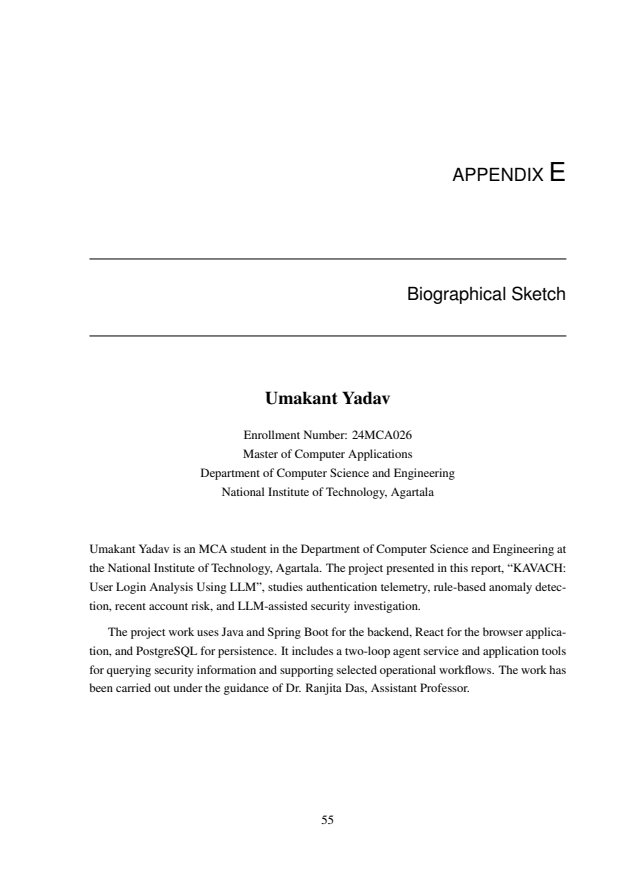 APPENDIX E
Biographical Sketch
Umakant Yadav
Enrollment Number: 24MCA026
Master of Computer Applications
Department of Computer Science and Engineering
National Institute of Technology, Agartala
Umakant Yadav is an MCA student in the Department of Computer Science and Engineering at
the National Institute of Technology, Agartala. The project presented in this report, “KAVACH:
User Login Analysis Using LLM”, studies authentication telemetry, rule-based anomaly detec-
tion, recent account risk, and LLM-assisted security investigation.
The project work uses Java and Spring Boot for the backend, React for the browser applica-
tion, and PostgreSQL for persistence. It includes a two-loop agent service and application tools
for querying security information and supporting selected operational workflows. The work has
been carried out under the guidance of Dr. Ranjita Das, Assistant Professor.
55